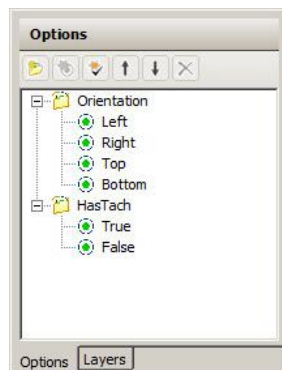 Options
Orientation
Left
Right
Top
Bottom
HasTach
True
False
Options Layers